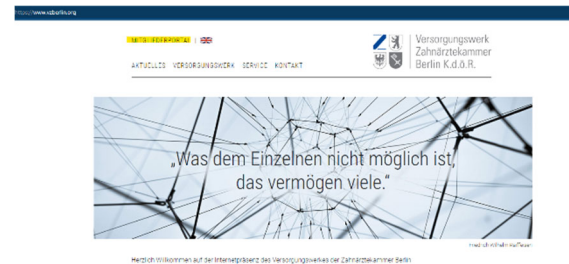 https://www.vzberlin.org
MITGLIEDERPORTAL |
AKTUELLES VERSORGUNGSWERK SERVICE KONTAKT
Versorgungswerk
Zahnärztekammer
Berlin K.d.ö.R.
„Was dem Einzelnen nicht möglich ist,
das vermögen viele.“
Friedrich Wilhelm Raiffeisen
Herzlich Willkommen auf der Internetpräsenz des Versorgungswerkes der Zahnärztekammer Berlin